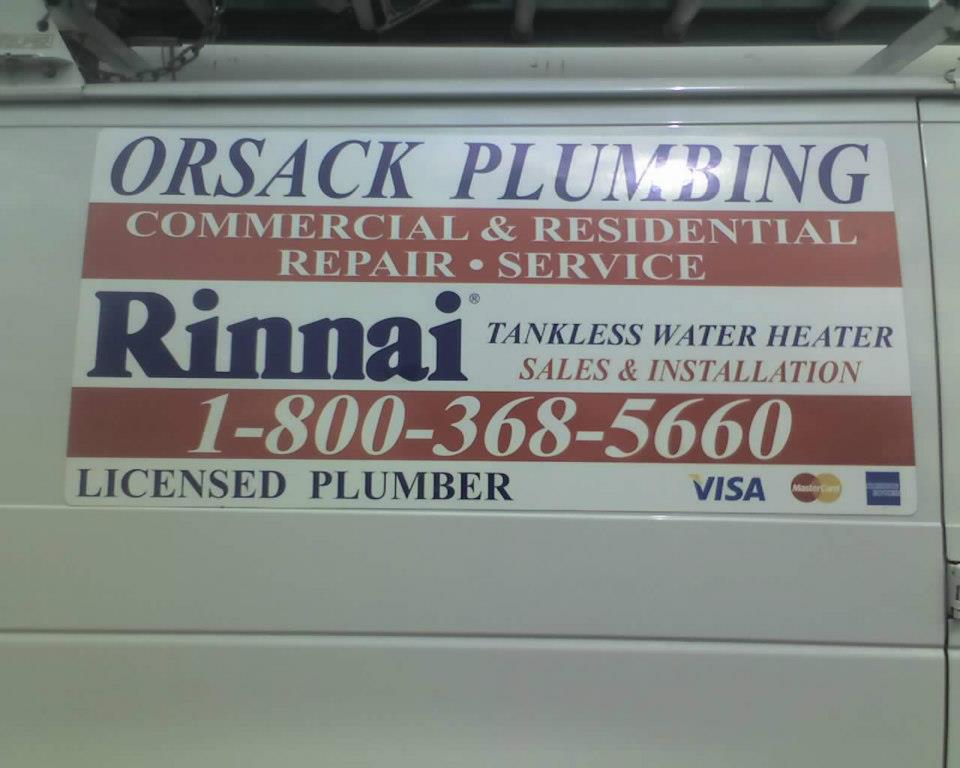 ORSACK PLUMBING
COMMERCIAL & RESIDENTIAL
REPAIR • SERVICE
Rinnai®
TANKLESS WATER HEATER
SALES & INSTALLATION
1-800-368-5660
LICENSED PLUMBER VISA MasterCard